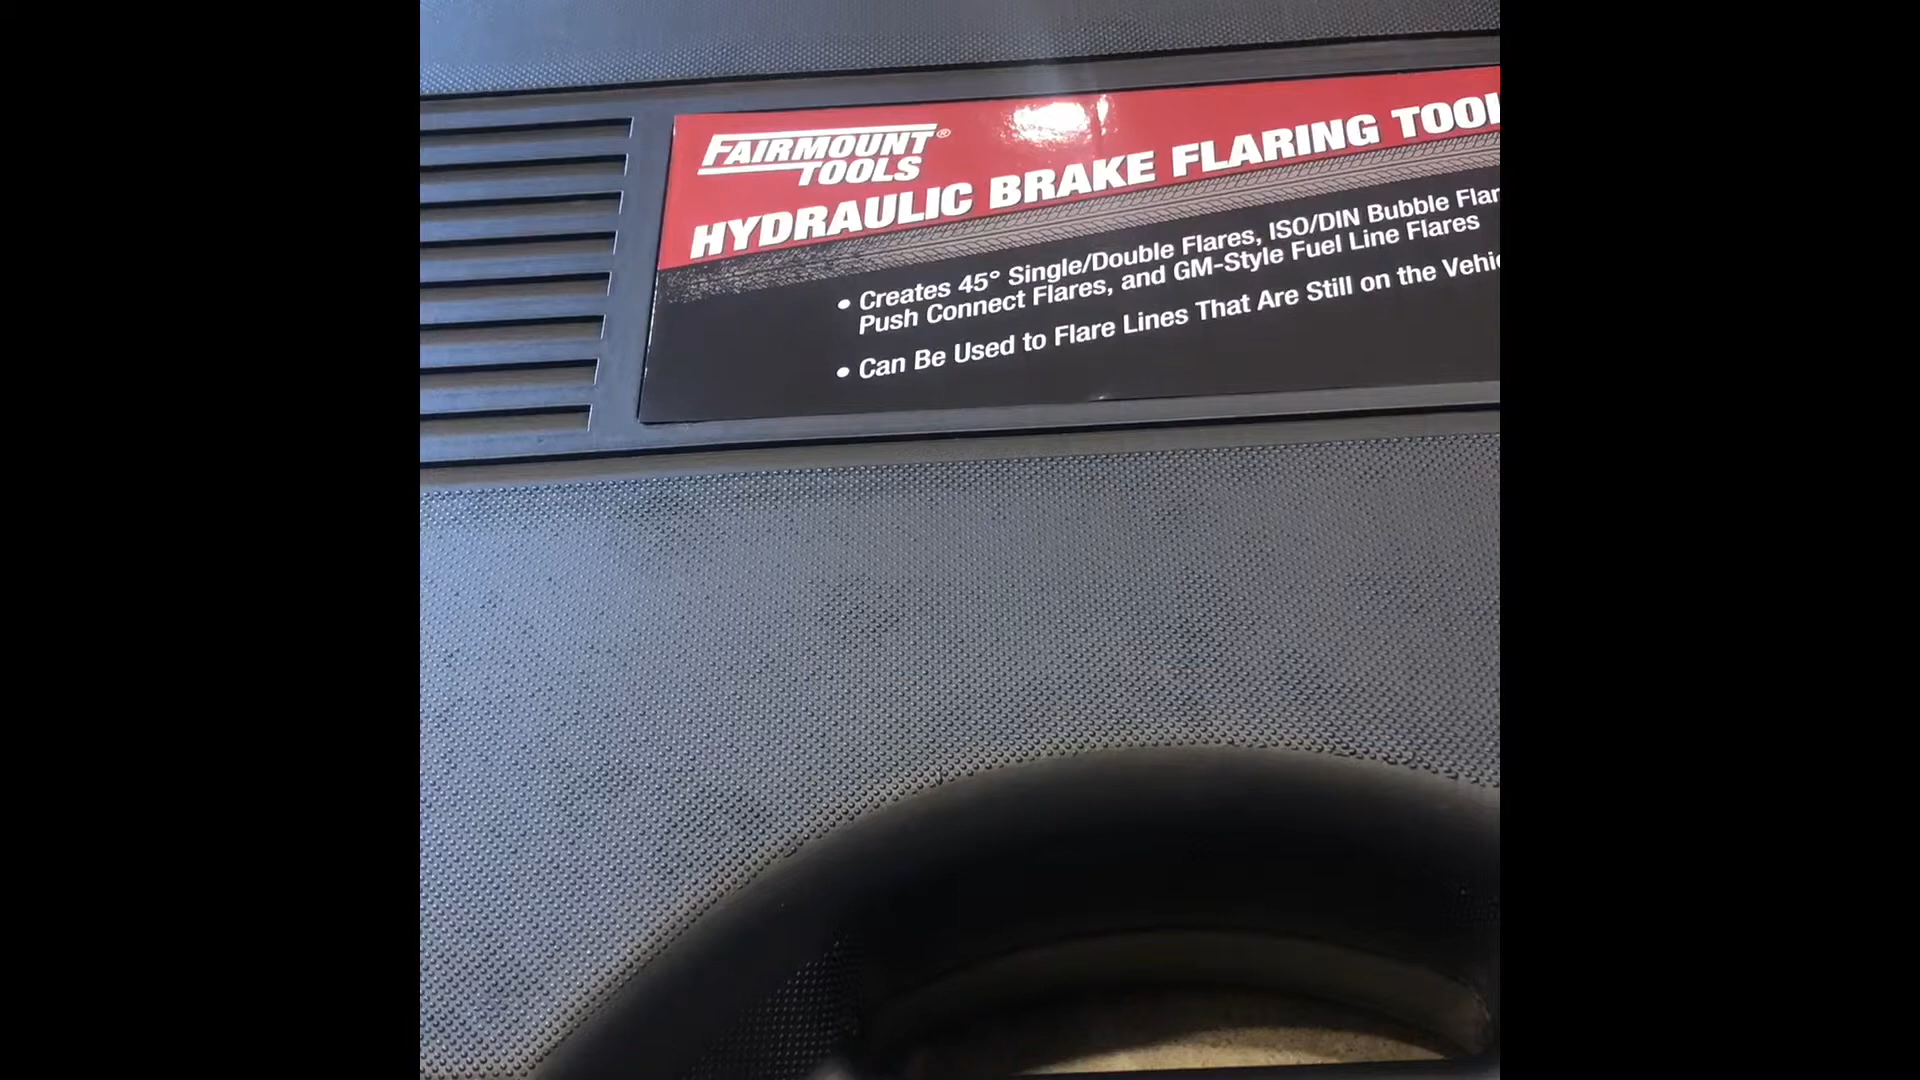 FAIRMOUNT®
TOOLS
HYDRAULIC BRAKE FLARING
• Creates 45° Single/Double Flares, ISO/DIN Bubble
Push Connect Flares, and GM-Style Fuel Line Flares
• Can Be Used to Flare Lines That Are Still on the